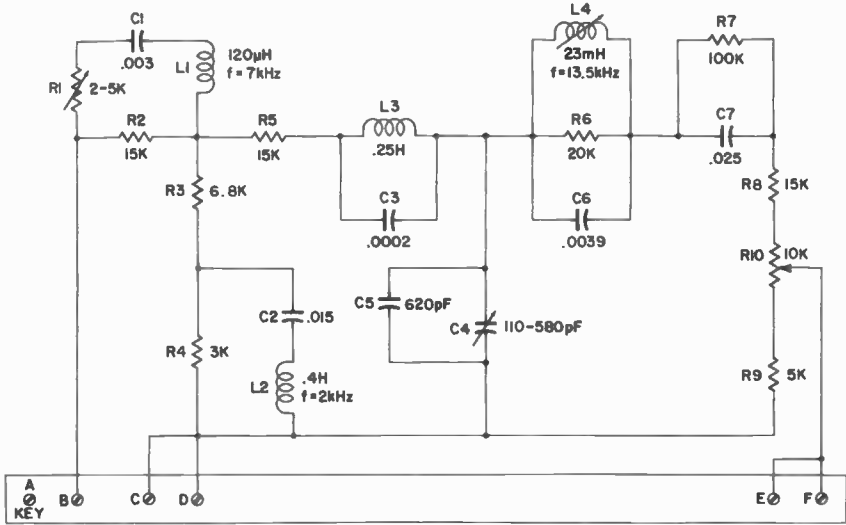 C1
.003
L1
120µH
f=7kHz
R1
2-5K
R2
15K
R5
15K
L3
.25H
C3
.0002
L4
23mH
f=13.5kHz
R6
20K
C6
.0039
R7
100K
C7
.025
R3
6.8K
R8
15K
R10
10K
C2
.015
C5
620pF
C4
110-580pF
R4
3K
L2
.4H
f=2kHz
R9
5K
A
KEY
B
C
D
E
F